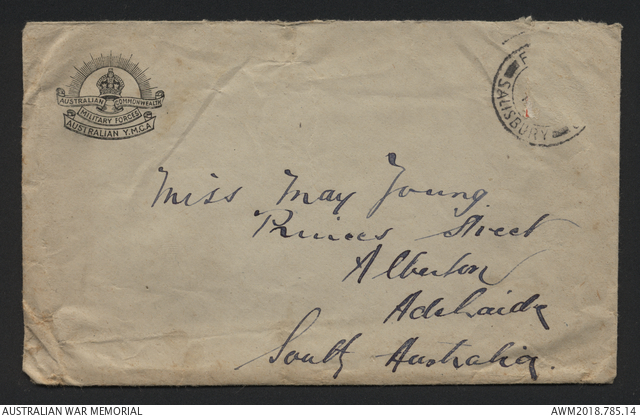 AUSTRALIAN COMMONWEALTH
MILITARY FORCES
AUSTRALIAN Y.M.C.A
SALISBURY
Miss May Young
Princes Street
Alberton
Adelaide
South Australia.
AUSTRALIAN WAR MEMORIAL
AWM2018.785.14